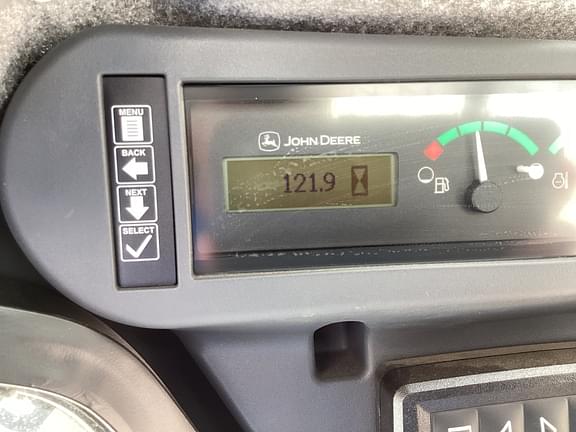 MENU
BACK
NEXT
SELECT
JOHN DEERE
121.9